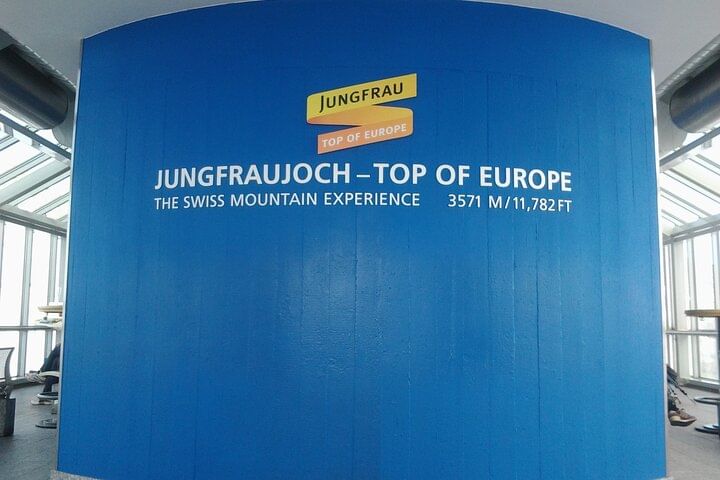 JUNGFRAU
TOP OF EUROPE
JUNGFRAUJOCH – TOP OF EUROPE
THE SWISS MOUNTAIN EXPERIENCE 3571 M / 11,782 FT